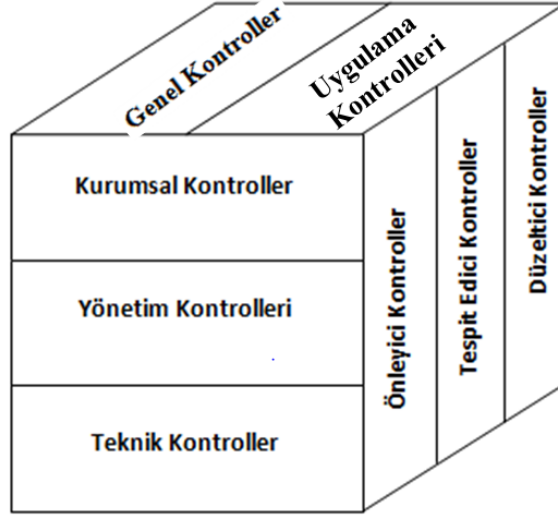 Genel Kontroller
Uygulama
Kontrolleri
Kurumsal Kontroller
Yönetim Kontrolleri
Teknik Kontroller
Önleyici Kontroller
Tespit Edici Kontroller
Düzeltici Kontroller